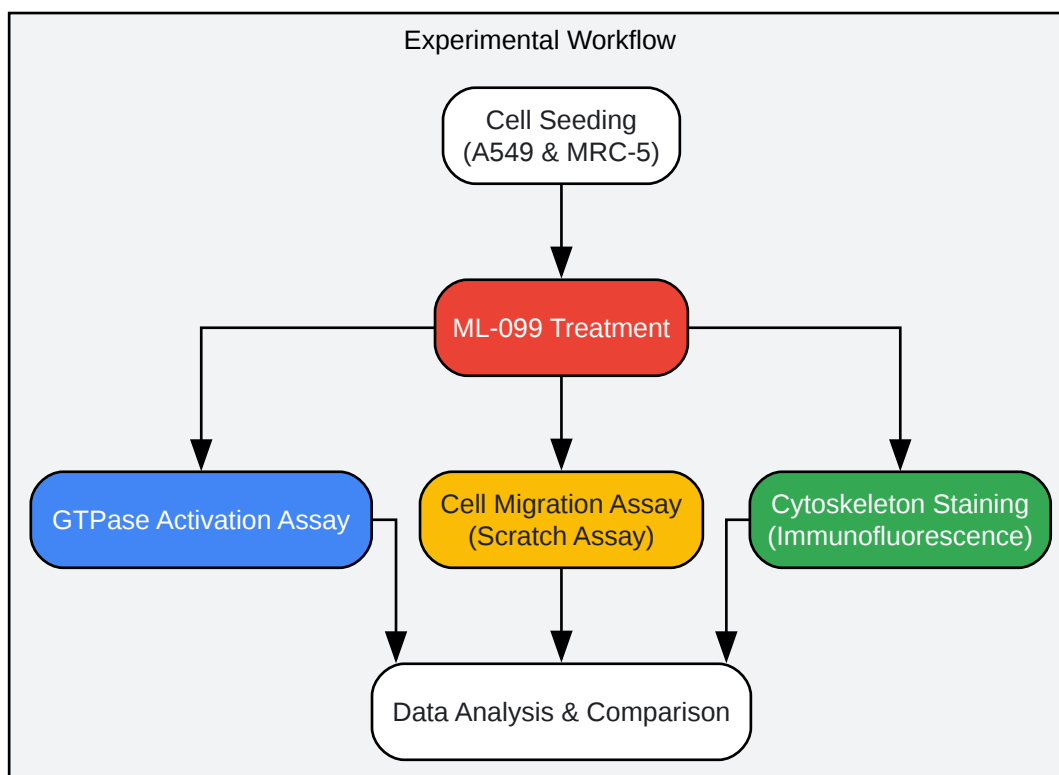 Experimental Workflow
Cell Seeding
(A549 & MRC-5)
ML-099 Treatment
GTPase Activation Assay
Cell Migration Assay
(Scratch Assay)
Cytoskeleton Staining
(Immunofluorescence)
Data Analysis & Comparison